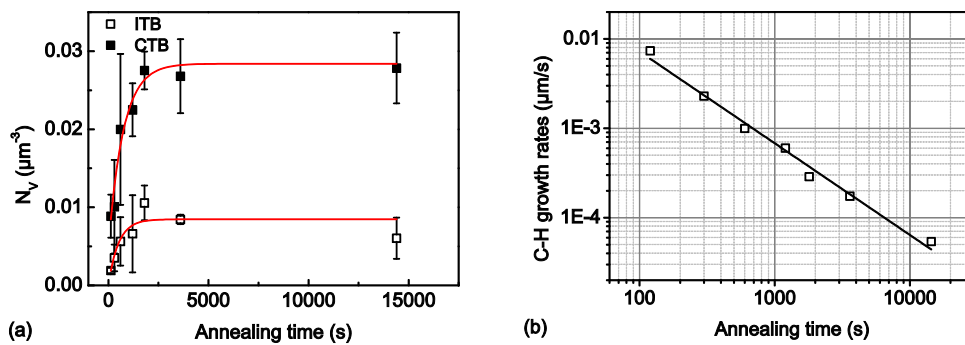 ITB
CTB
0.03
0.02
0.01
0.00
N_V (µm⁻³)
0
5000
10000
15000
Annealing time (s)
(a)
0.01
1E-3
1E-4
C-H growth rates (µm/s)
100
1000
10000
Annealing time (s)
(b)